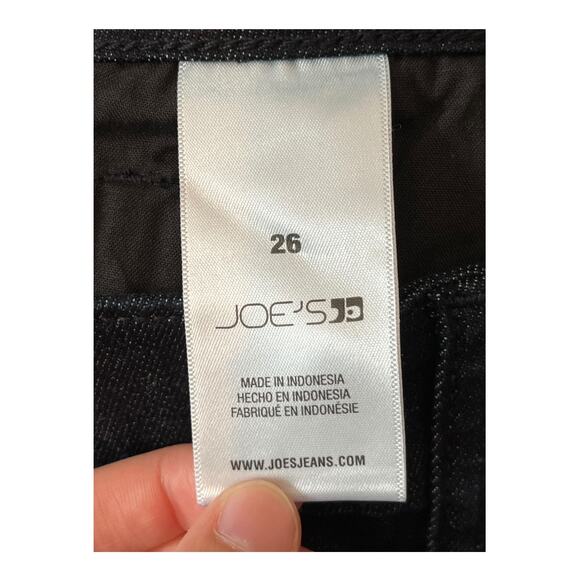 26
JOE'S
MADE IN INDONESIA
HECHO EN INDONESIA
FABRIQUÉ EN INDONÉSIE
WWW.JOESJEANS.COM